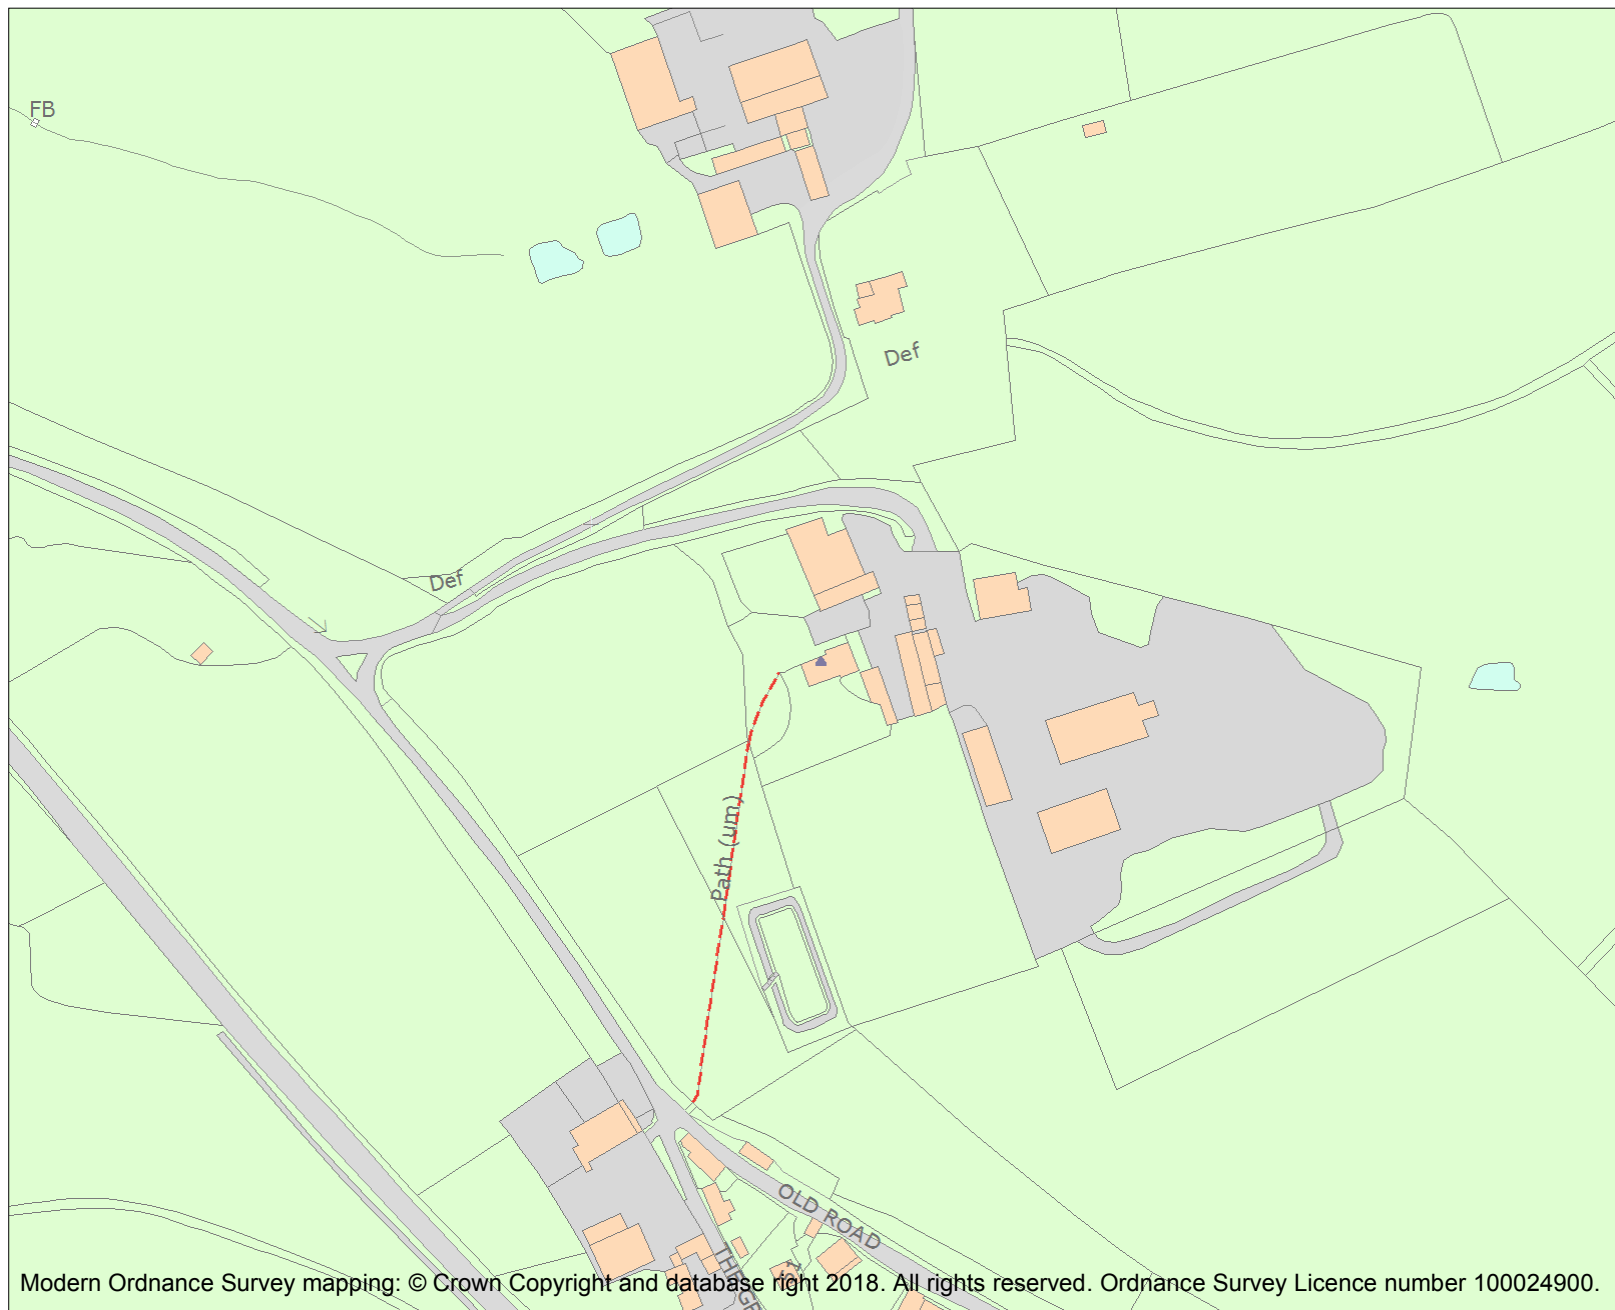 FB
Def
Def
Path (um)
OLD ROAD
Modern Ordnance Survey mapping: © Crown Copyright and database right 2018. All rights reserved. Ordnance Survey Licence number 100024900.